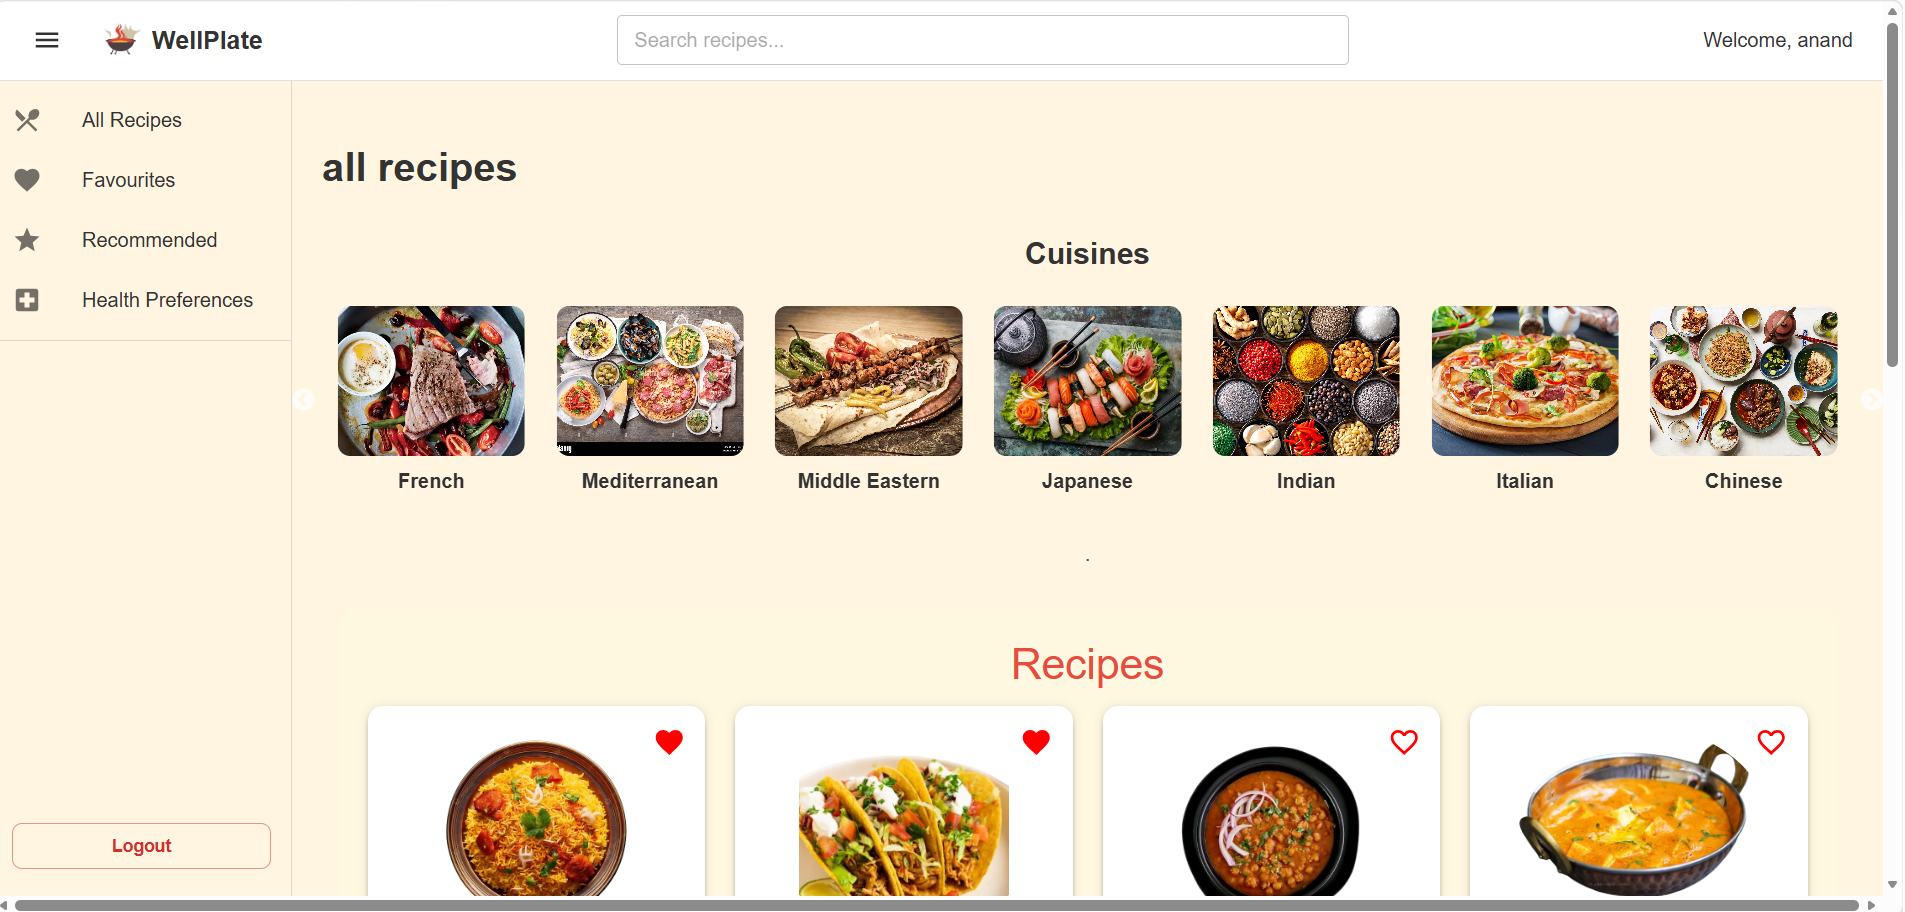 WellPlate
Search recipes...
Welcome, anand
All Recipes
Favourites
Recommended
Health Preferences
Logout
all recipes
Cuisines
French
Mediterranean
Middle Eastern
Japanese
Indian
Italian
Chinese
.
Recipes